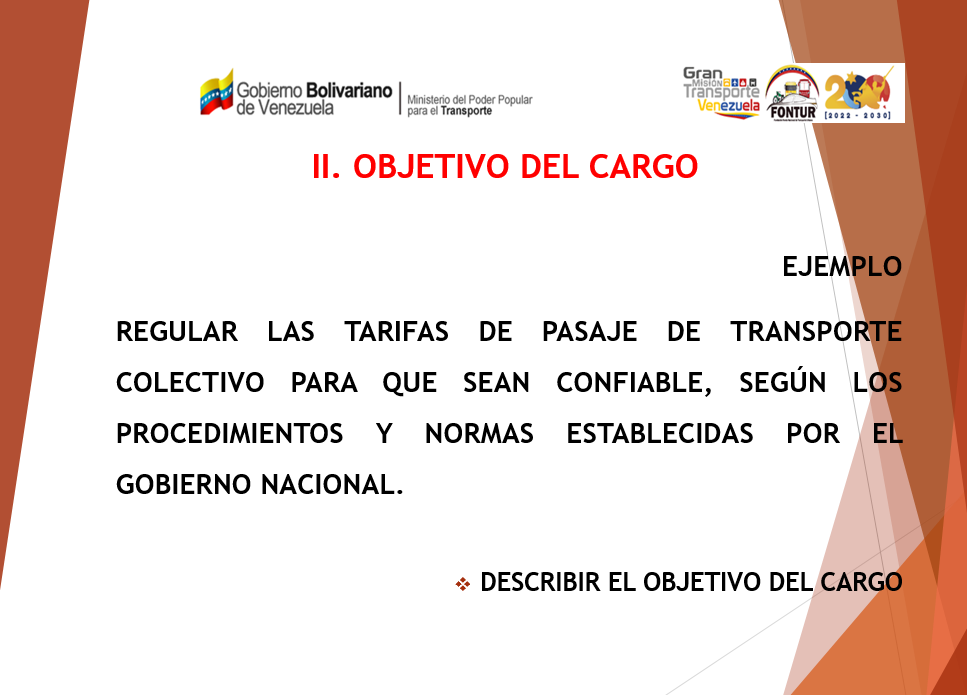 Gobierno Bolivariano
de Venezuela
Ministerio del Poder Popular
para el Transporte
Gran
Misión
Transporte
Venezuela
FONTUR
200
[2022 - 2030]
II. OBJETIVO DEL CARGO
EJEMPLO
REGULAR LAS TARIFAS DE PASAJE DE TRANSPORTE
COLECTIVO PARA QUE SEAN CONFIABLE, SEGÚN LOS
PROCEDIMIENTOS Y NORMAS ESTABLECIDAS POR EL
GOBIERNO NACIONAL.
❖ DESCRIBIR EL OBJETIVO DEL CARGO